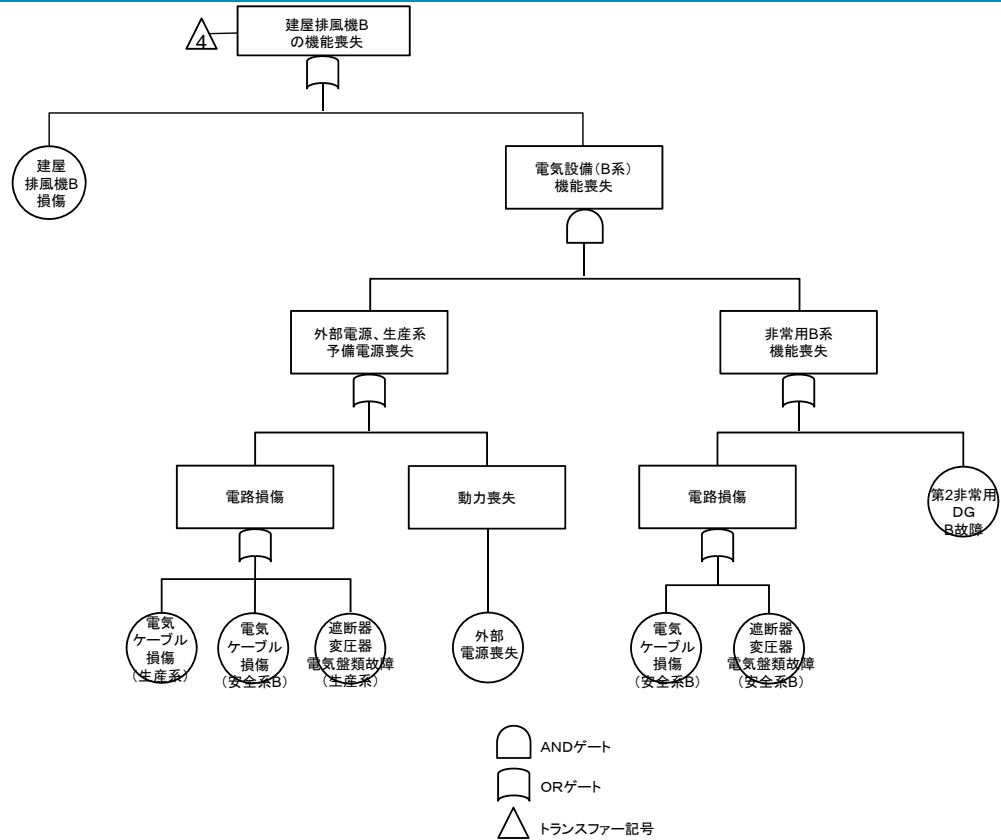 4
建屋排風機B
の機能喪失
建屋
排風機B
損傷
電気設備(B系)
機能喪失
外部電源、生産系
予備電源喪失
非常用B系
機能喪失
電路損傷
動力喪失
電路損傷
第2非常用
DG
B故障
電気
ケーブル
損傷
(生産系)
電気
ケーブル
損傷
(安全系B)
遮断器
変圧器
電気盤類故障
(生産系)
外部
電源喪失
電気
ケーブル
損傷
(安全系B)
遮断器
変圧器
電気盤類故障
(安全系B)
ANDゲート
ORゲート
トランスファー記号